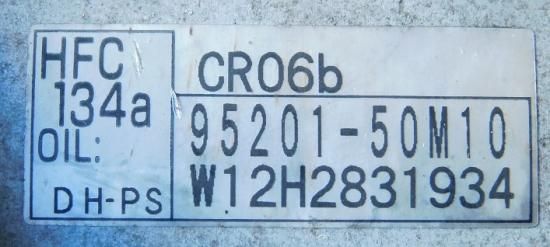 HFC
134a
OIL:
DH-PS
CR06b
95201-50M10
W12H2831934